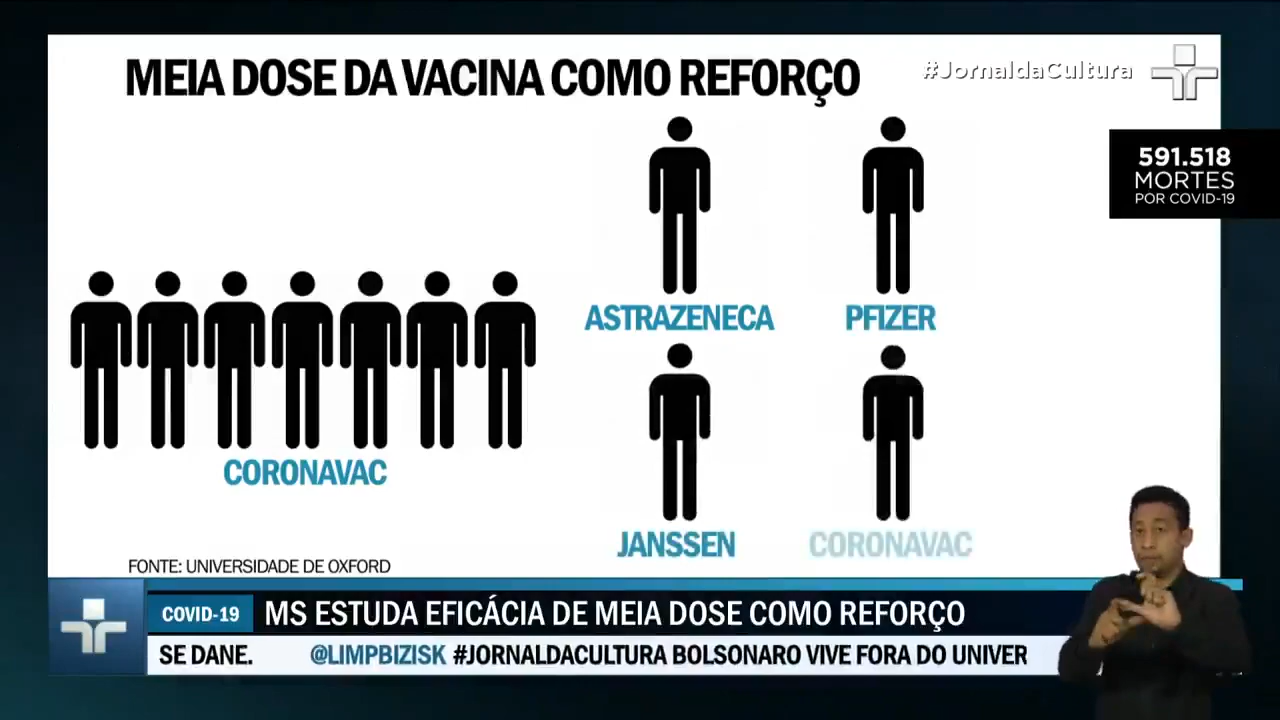 MEIA DOSE DA VACINA COMO REFORÇO
#JornaldaCultura
591.518
MORTES
POR COVID-19
ASTRAZENECA
PFIZER
CORONAVAC
JANSSEN
CORONAVAC
FONTE: UNIVERSIDADE DE OXFORD
COVID-19
MS ESTUDA EFICÁCIA DE MEIA DOSE COMO REFORÇO
SE DANE. @LIMPBIZISK #JORNALDACULTURA BOLSONARO VIVE FORA DO UNIVER